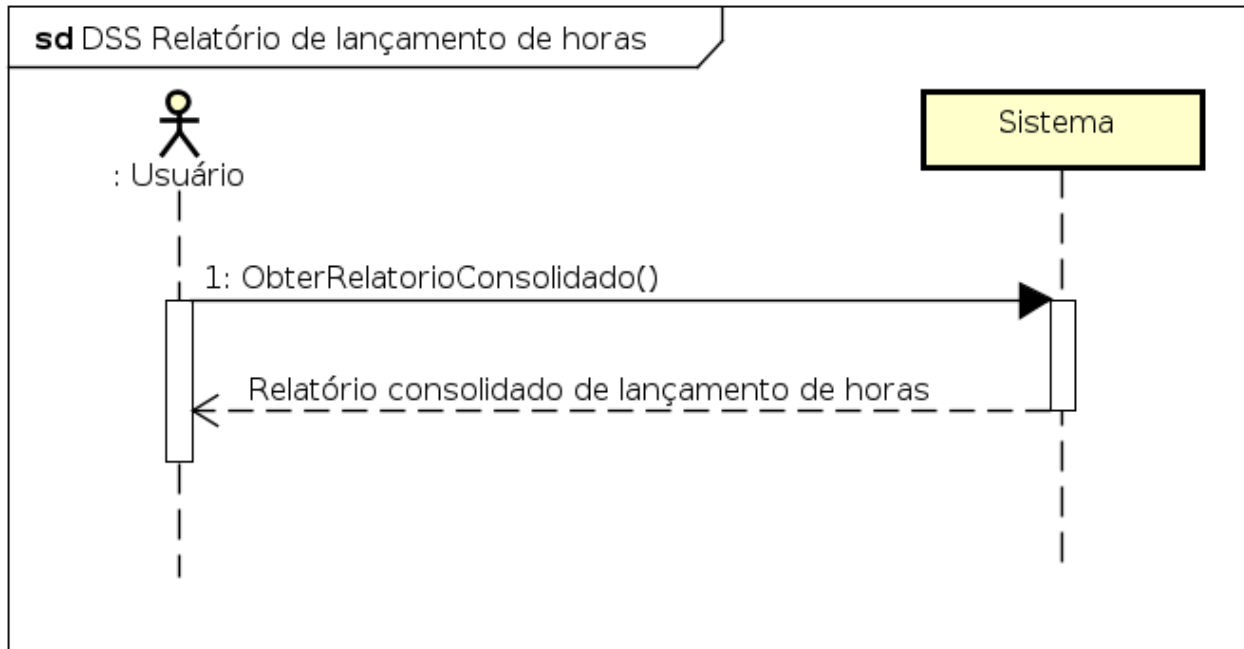 sd DSS Relatório de lançamento de horas
Sistema
: Usuário
1: ObterRelatorioConsolidado()
Relatório consolidado de lançamento de horas